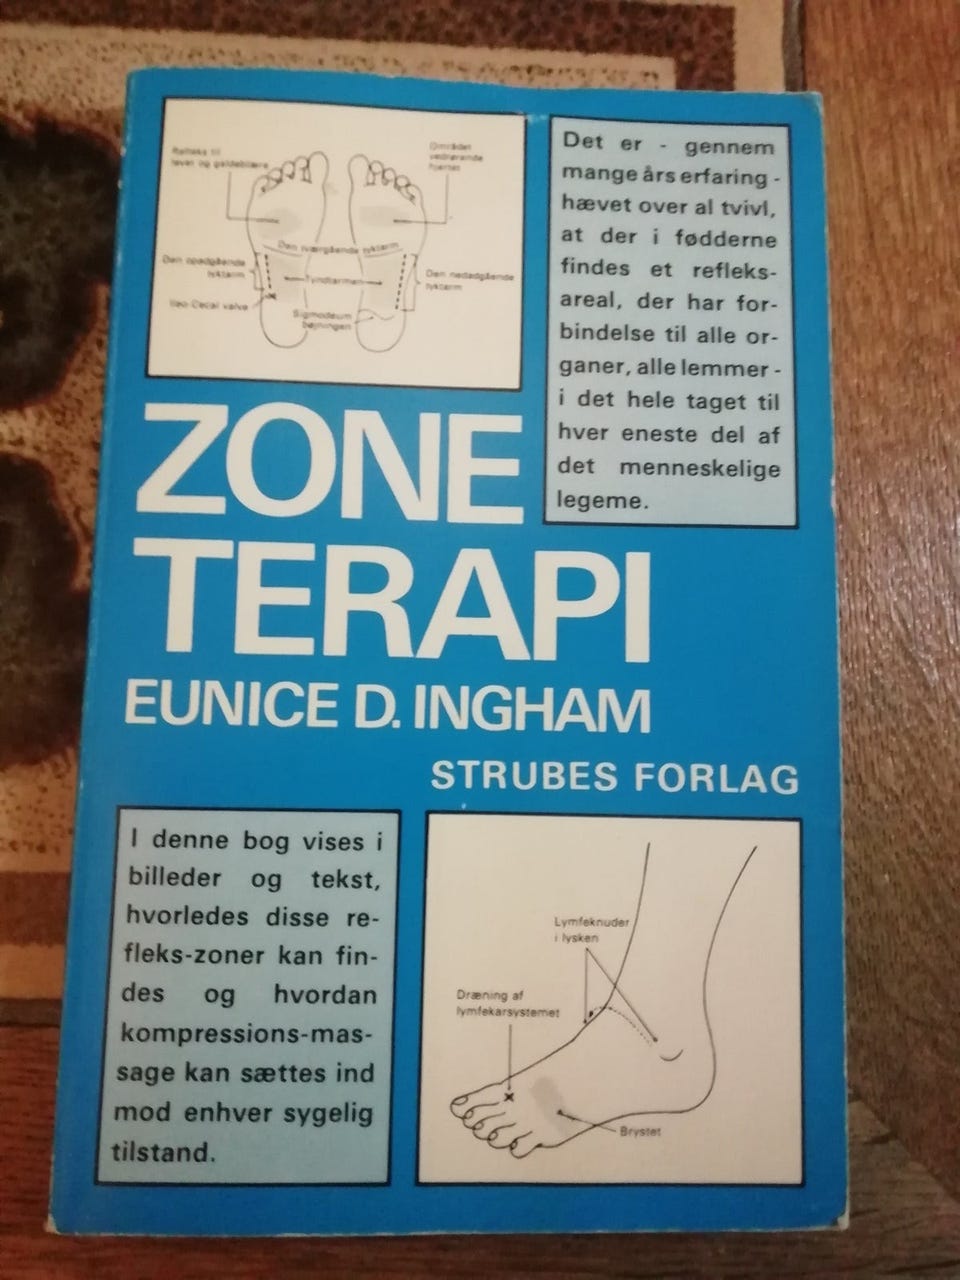 Refleks til
lever og galdeblære
Området
vedrørende
hjertet
Den tværgående tyktarm
Den opadgående
tyktarm
Tyndtarmen
Den nedadgående
tyktarm
Ileo-Cecal valve
Sigmodeum
bøjningen
Det er - gennem
mange års erfaring -
hævet over al tvivl,
at der i fødderne
findes et refleks-
areal, der har for-
bindelse til alle or-
ganer, alle lemmer -
i det hele taget til
hver eneste del af
det menneskelige
legeme.
ZONE
TERAPI
EUNICE D. INGHAM
STRUBES FORLAG
I denne bog vises i
billeder og tekst,
hvorledes disse re-
fleks-zoner kan fin-
des og hvordan
kompressions-mas-
sage kan sættes ind
mod enhver sygelig
tilstand.
Lymfeknuder
i lysken
Dræning af
lymfekarsystemet
Brystet